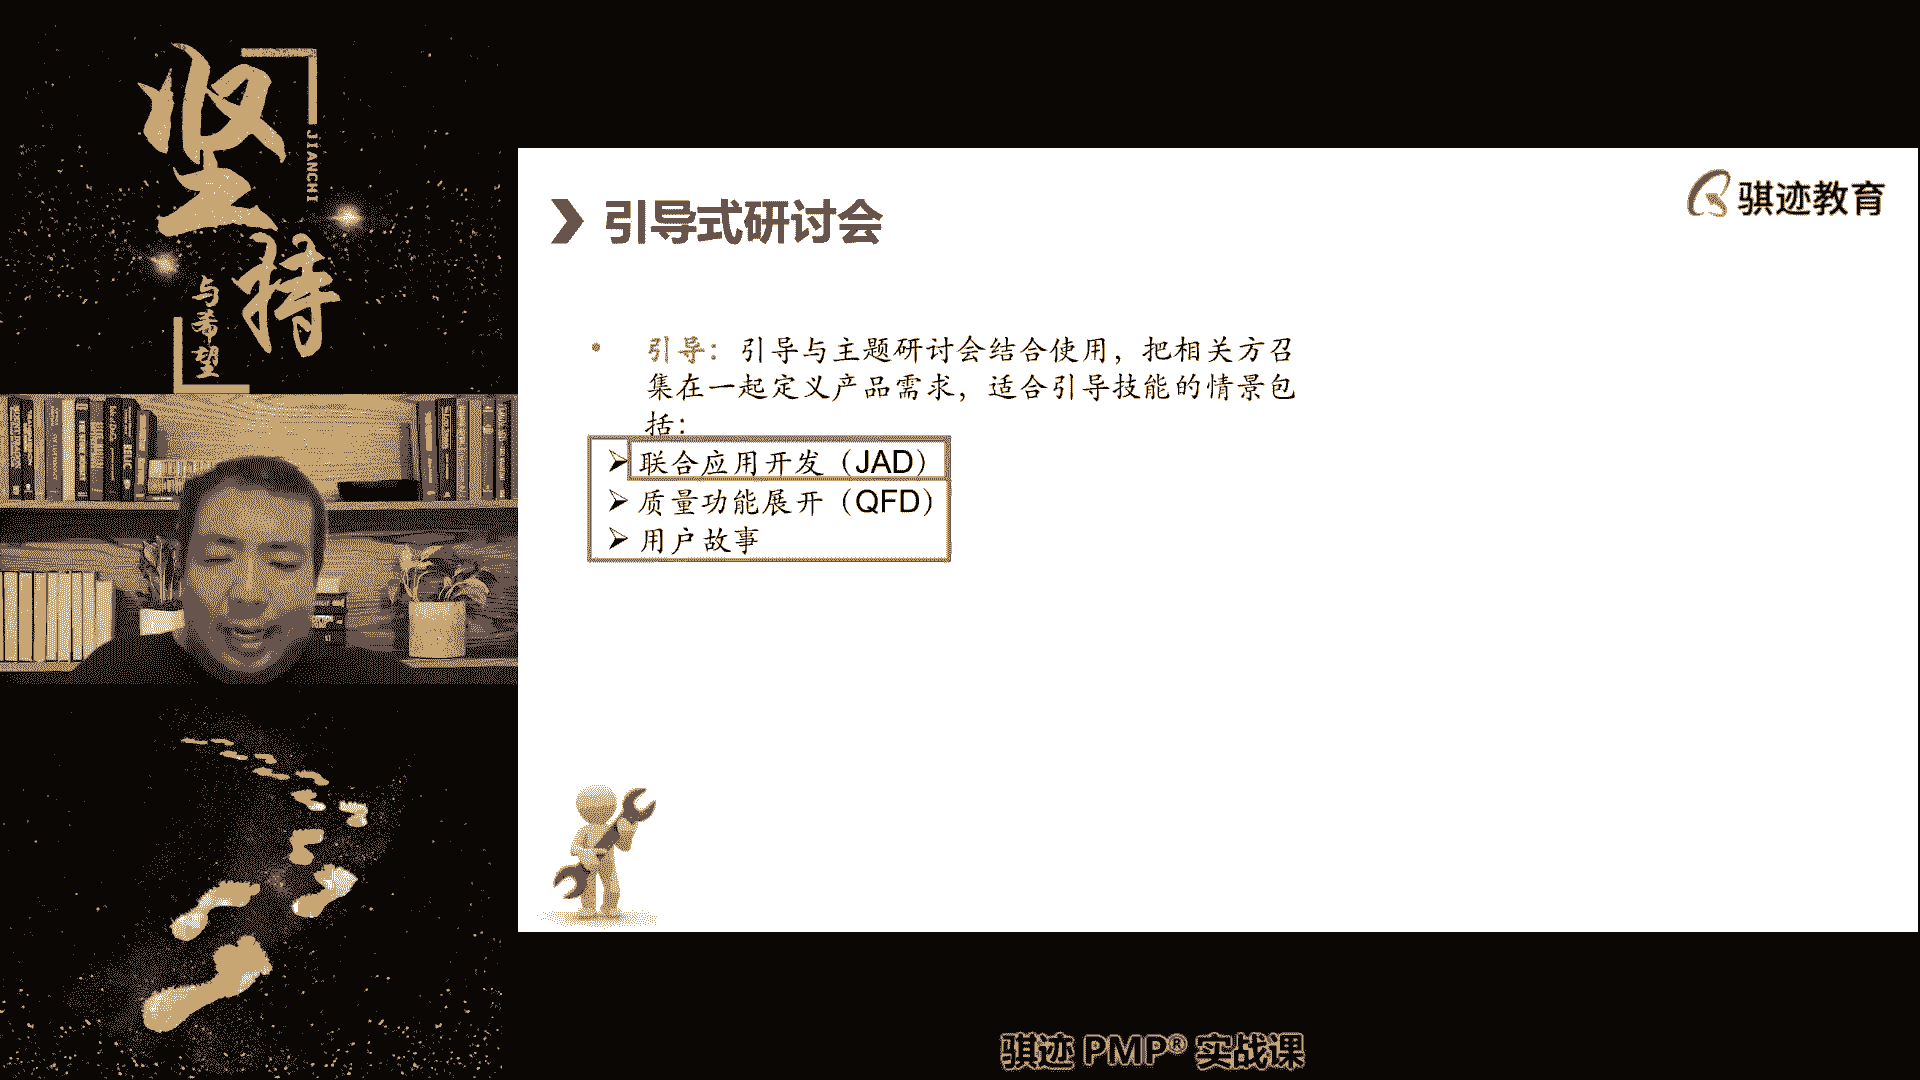 坚持
JIANCHI
与希望
骐迹教育
引导式研讨会
• 引导：引导与主题研讨会结合使用，把相关方召
集在一起定义产品需求，适合引导技能的情景包
括：
➢ 联合应用开发（JAD）
➢ 质量功能展开（QFD）
➢ 用户故事
骐迹 PMP® 实战课